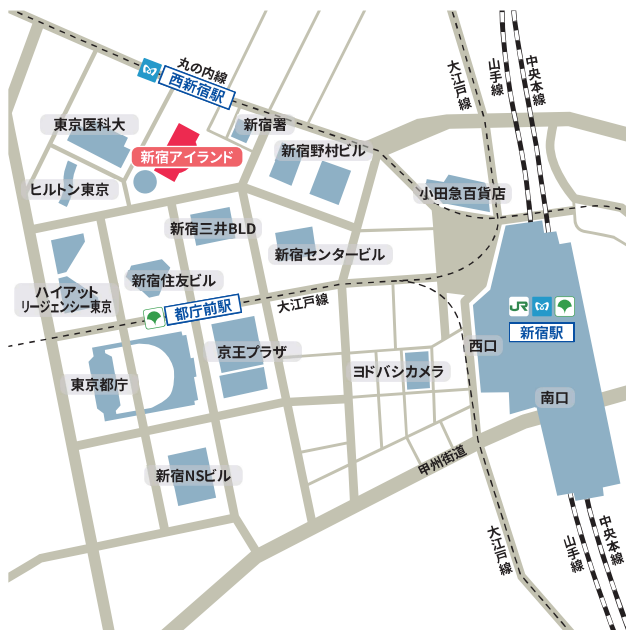 丸の内線
西新宿駅
大江戸線
山手線
中央本線
東京医科大
新宿署
新宿アイランド
新宿野村ビル
ヒルトン東京
小田急百貨店
新宿三井BLD
新宿センタービル
新宿住友ビル
ハイアット
リージェンシー東京
都庁前駅
大江戸線
JR
新宿駅
京王プラザ
西口
ヨドバシカメラ
東京都庁
南口
甲州街道
新宿NSビル
大江戸線
山手線
中央本線